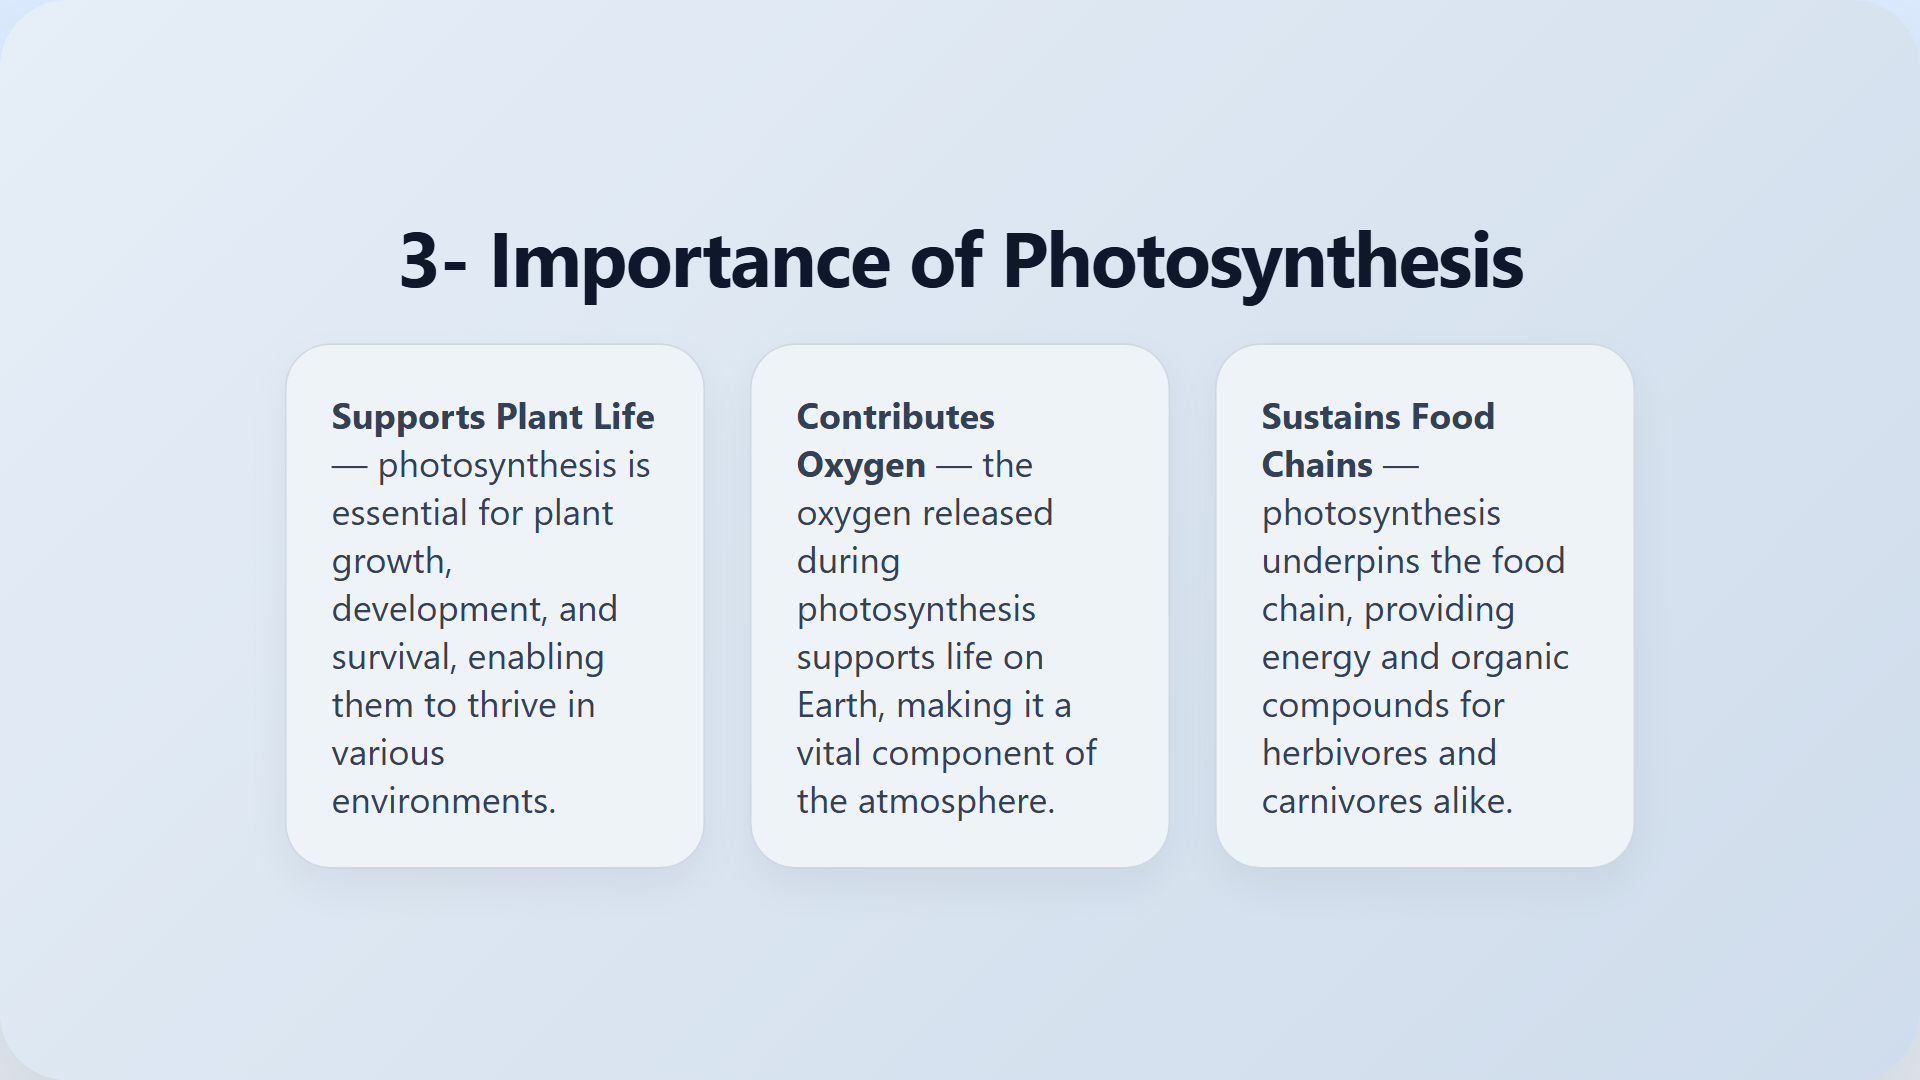 3- Importance of Photosynthesis
Supports Plant Life
— photosynthesis is
essential for plant
growth,
development, and
survival, enabling
them to thrive in
various
environments.
Contributes
Oxygen — the
oxygen released
during
photosynthesis
supports life on
Earth, making it a
vital component of
the atmosphere.
Sustains Food
Chains —
photosynthesis
underpins the food
chain, providing
energy and organic
compounds for
herbivores and
carnivores alike.